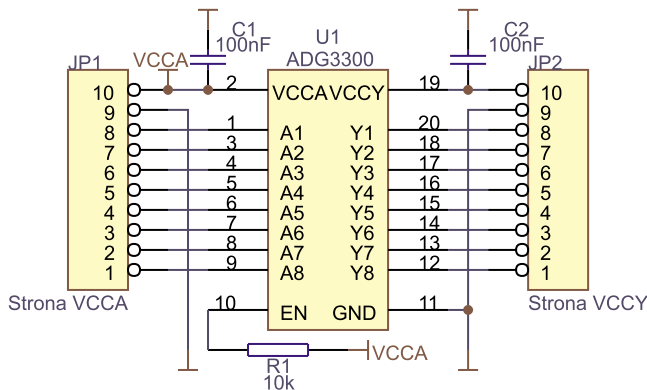 C1
100nF
U1
ADG3300
C2
100nF
JP1
VCCA
JP2
10
2
VCCA
VCCY
19
10
9
9
8
1
A1
Y1
20
8
7
3
A2
Y2
18
7
6
4
A3
Y3
17
6
5
5
A4
Y4
16
5
4
6
A5
Y5
15
4
3
7
A6
Y6
14
3
2
8
A7
Y7
13
2
1
9
A8
Y8
12
1
Strona VCCA
10
EN
GND
11
Strona VCCY
VCCA
R1
10k